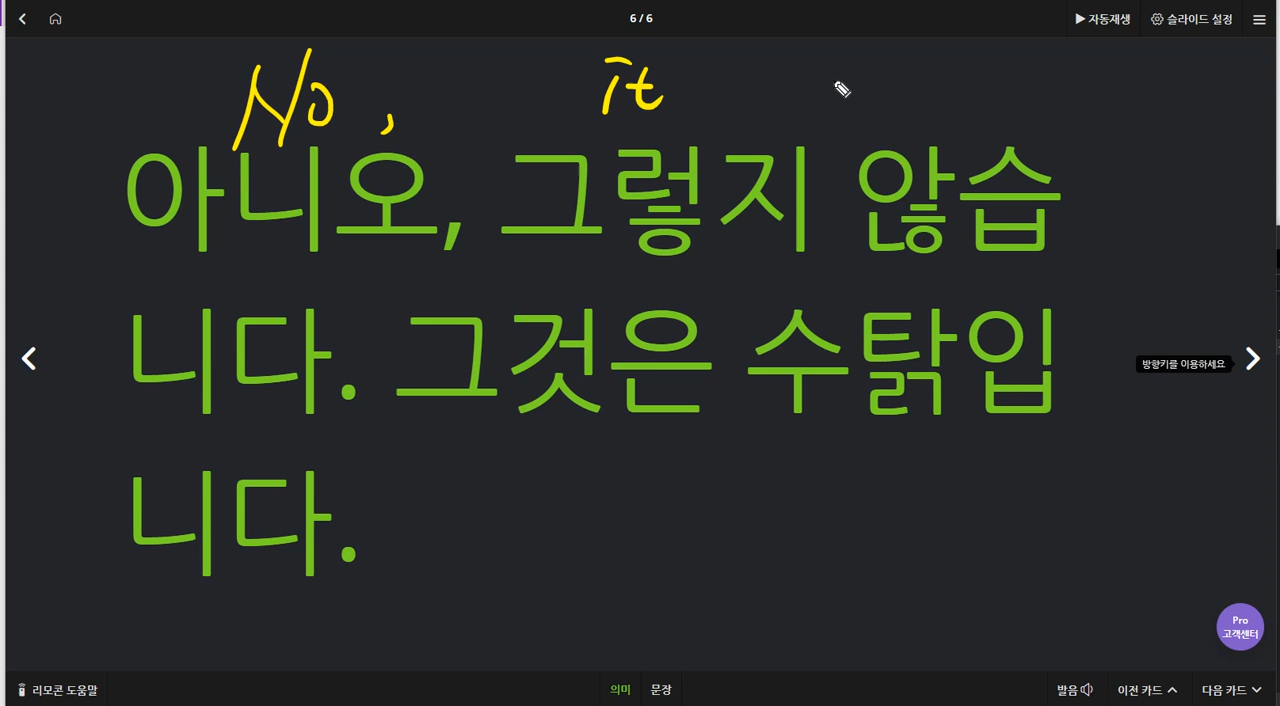 6 / 6
자동재생
슬라이드 설정
No, it
아니오, 그렇지 않습
니다. 그것은 수탉입
니다.
방향키를 이용하세요
Pro
고객센터
리모콘 도움말
의미
문장
발음
이전 카드
다음 카드